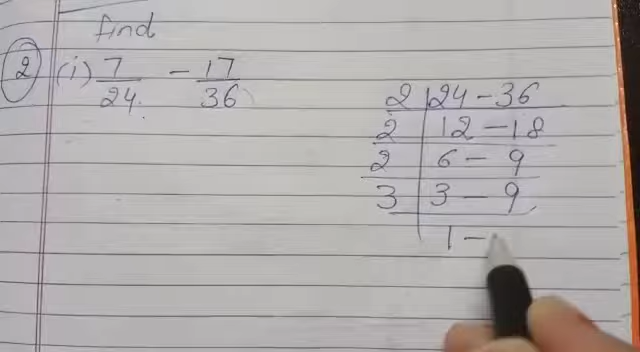 find
2 (i) 7/24 - 17/36
2 | 24 - 36
2 | 12 - 18
2 | 6 - 9
3 | 3 - 9
1 -